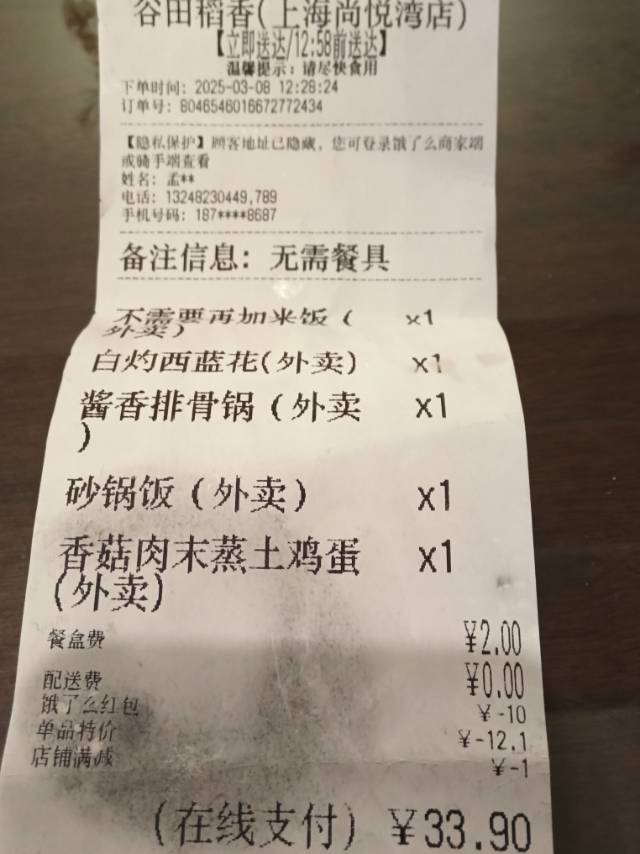 谷田稻香(上海尚悦湾店)
【立即送达/12:58前送达】
温馨提示：请尽快食用
下单时间: 2025-03-08 12:28:24
订单号: 8046546016672772434
【隐私保护】顾客地址已隐藏，您可登录饿了么商家端
或骑手端查看
姓名: 孟**
电话: 13248230449,789
手机号码: 187****8687
备注信息: 无需餐具
不需要再加米饭 ( x1
外卖)
白灼西蓝花(外卖) x1
酱香排骨锅 (外卖 x1
)
砂锅饭 (外卖) x1
香菇肉末蒸土鸡蛋 x1
(外卖)
餐盒费 ¥2.00
配送费 ¥0.00
饿了么红包 ¥-10
单品特价 ¥-12.1
店铺满减 ¥-1
(在线支付) ¥33.90